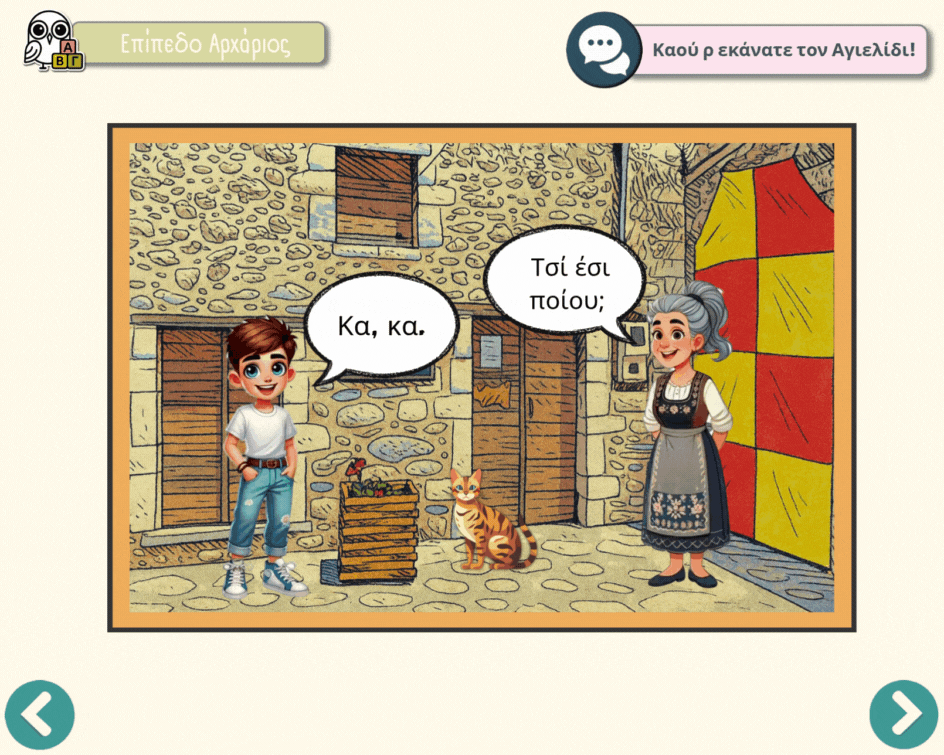 Επίπεδο Αρχάριος
Α
Β Γ
Καού ρ εκάνατε τον Αγιελίδι!
Τσί έσι
ποίου;
Κα, κα.